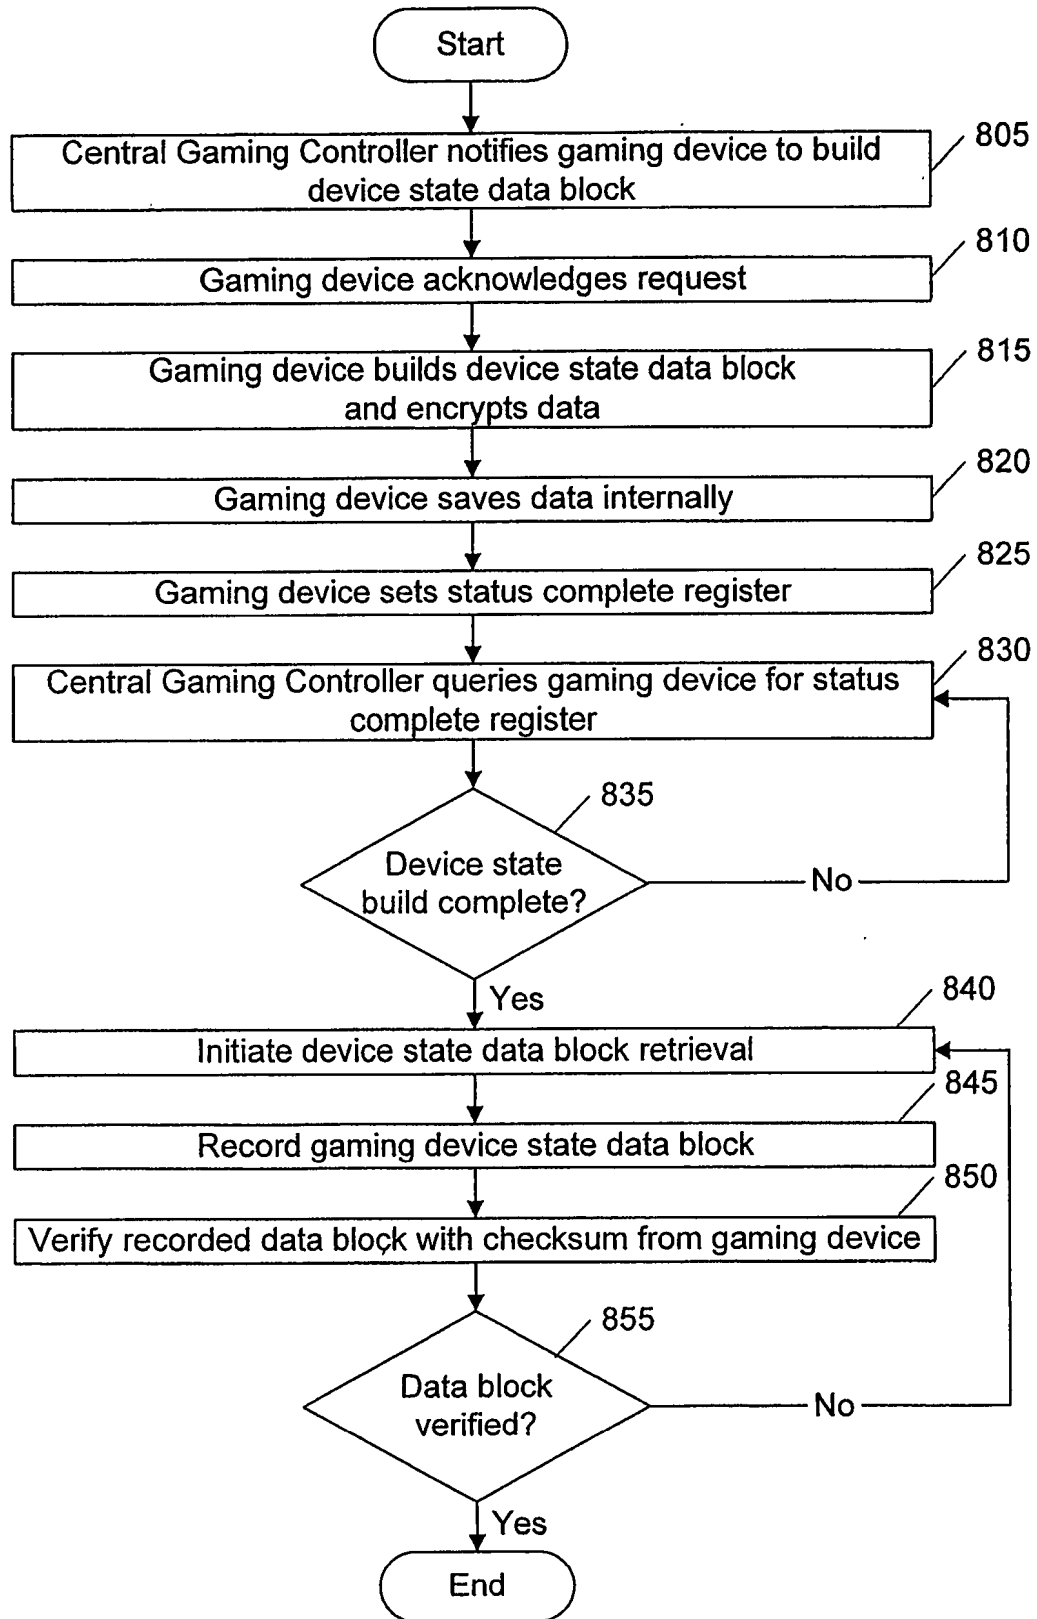 Start
805
Central Gaming Controller notifies gaming device to build
device state data block
810
Gaming device acknowledges request
815
Gaming device builds device state data block
and encrypts data
820
Gaming device saves data internally
825
Gaming device sets status complete register
830
Central Gaming Controller queries gaming device for status
complete register
835
Device state
build complete?
No
Yes
840
Initiate device state data block retrieval
845
Record gaming device state data block
850
Verify recorded data block with checksum from gaming device
855
Data block
verified?
No
Yes
End